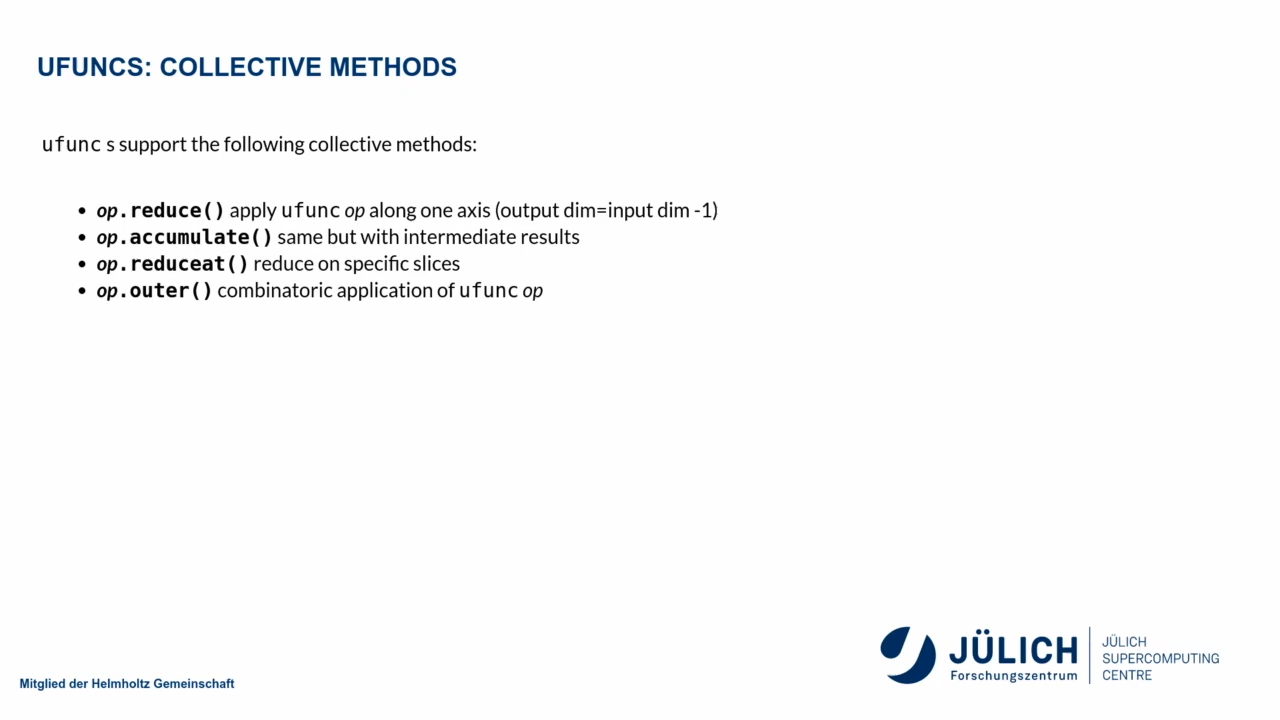 UFUNCS: COLLECTIVE METHODS
ufunc s support the following collective methods:
• op.reduce() apply ufunc op along one axis (output dim=input dim -1)
• op.accumulate() same but with intermediate results
• op.reduceat() reduce on specific slices
• op.outer() combinatoric application of ufunc op
JÜLICH
Forschungszentrum
JÜLICH
SUPERCOMPUTING
CENTRE
Mitglied der Helmholtz Gemeinschaft